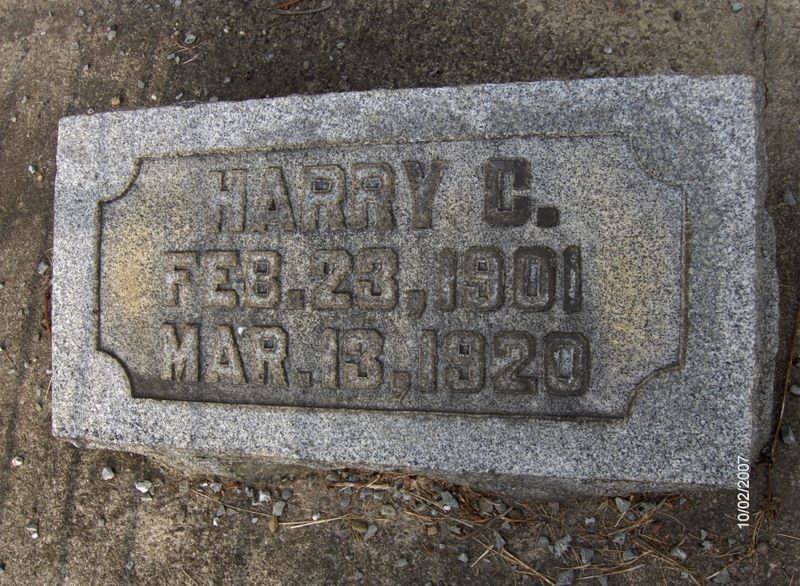 HARRY C.
FEB. 23, 1901
MAR. 13, 1920
10/02/2007